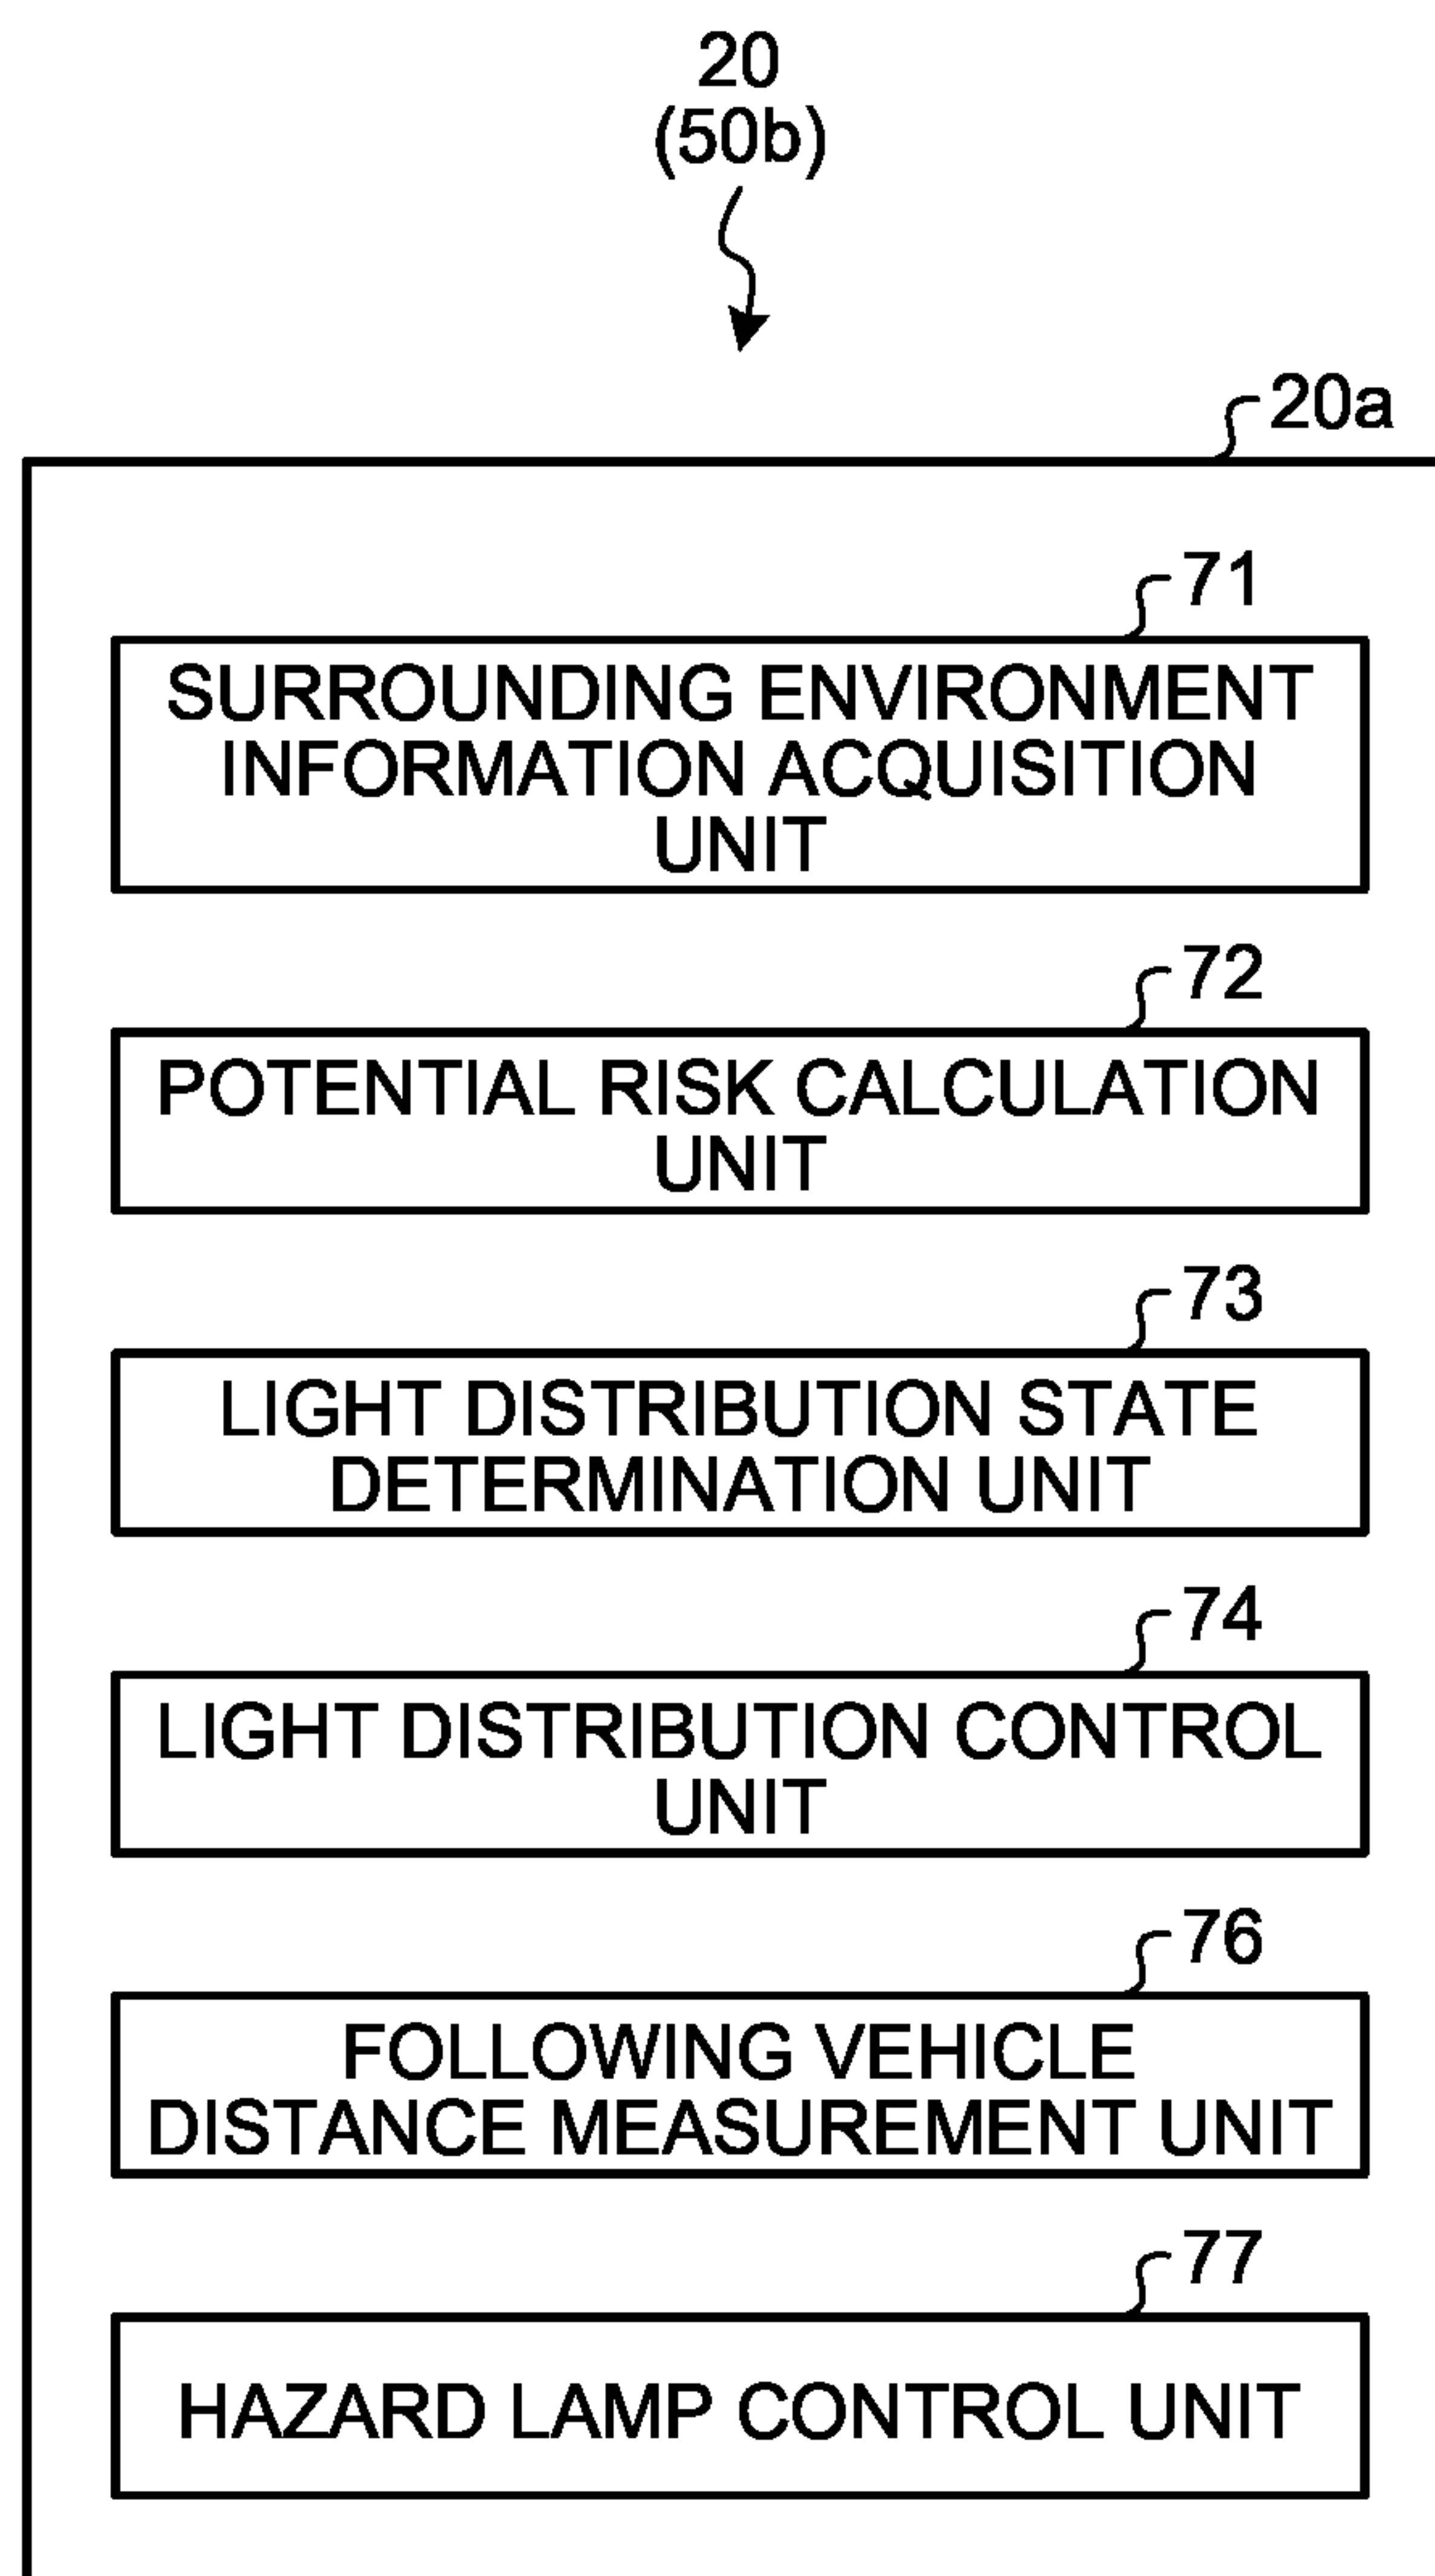 20
(50b)
20a
71
SURROUNDING ENVIRONMENT
INFORMATION ACQUISITION
UNIT
72
POTENTIAL RISK CALCULATION
UNIT
73
LIGHT DISTRIBUTION STATE
DETERMINATION UNIT
74
LIGHT DISTRIBUTION CONTROL
UNIT
76
FOLLOWING VEHICLE
DISTANCE MEASUREMENT UNIT
77
HAZARD LAMP CONTROL UNIT